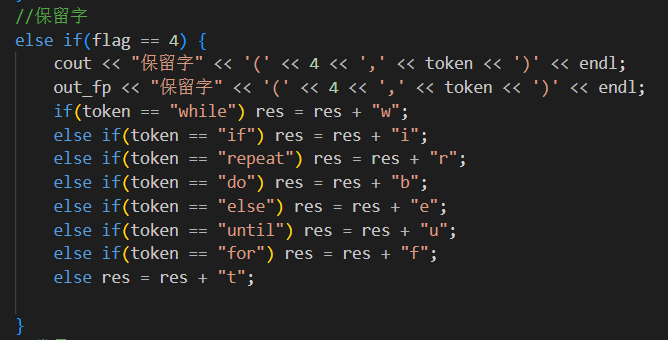 //保留字
else if(flag == 4) {
    cout << "保留字" << '(' << 4 << ',' << token << ')' << endl;
    out_fp << "保留字" << '(' << 4 << ',' << token << ')' << endl;
    if(token == "while") res = res + "w";
    else if(token == "if") res = res + "i";
    else if(token == "repeat") res = res + "r";
    else if(token == "do") res = res + "b";
    else if(token == "else") res = res + "e";
    else if(token == "until") res = res + "u";
    else if(token == "for") res = res + "f";
    else res = res + "t";
}